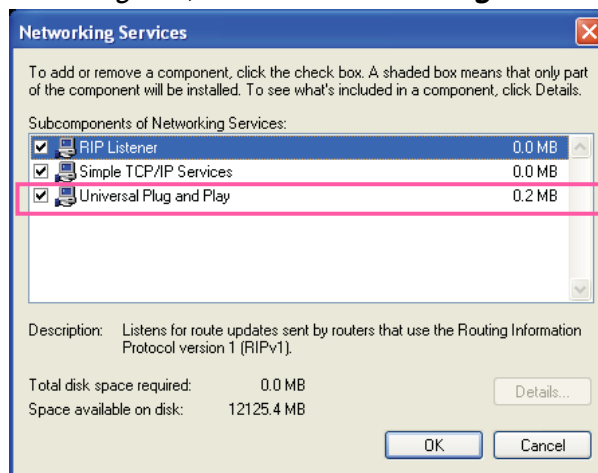 Networking Services
To add or remove a component, click the check box. A shaded box means that only part
of the component will be installed. To see what's included in a component, click Details.
Subcomponents of Networking Services:
RIP Listener 0.0 MB
Simple TCP/IP Services 0.0 MB
Universal Plug and Play 0.2 MB
Description: Listens for route updates sent by routers that use the Routing Information
Protocol version 1 (RIPv1).
Total disk space required: 0.0 MB
Details...
Space available on disk: 12125.4 MB
OK Cancel